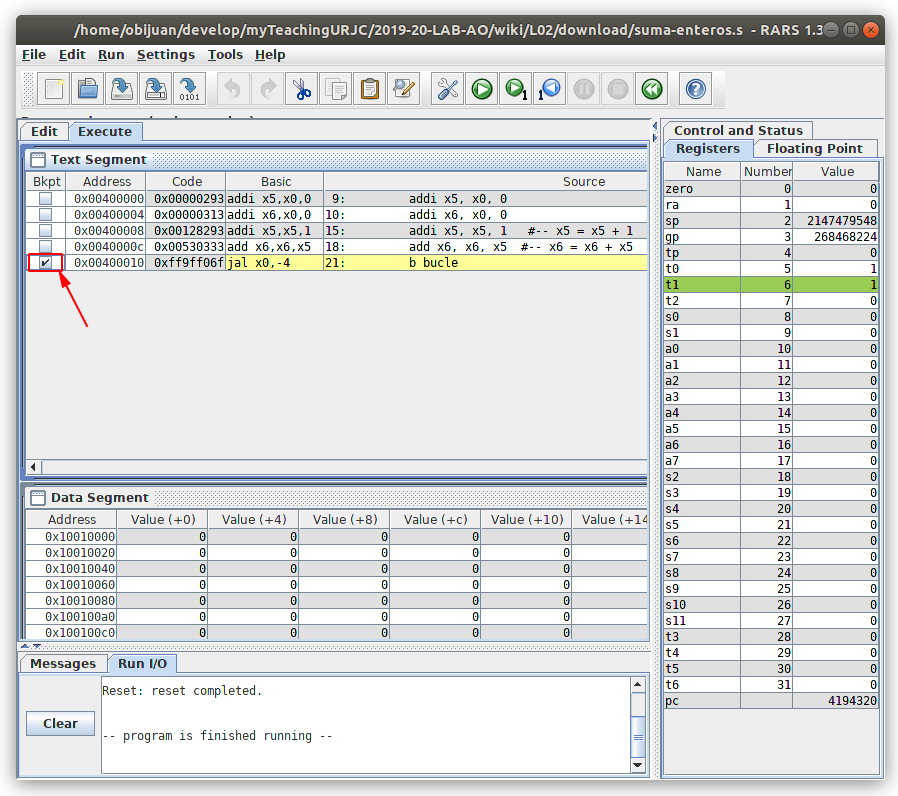 /home/obijuan/develop/myTeachingURJC/2019-20-LAB-AO/wiki/L02/download/suma-enteros.s - RARS 1.3
File Edit Run Settings Tools Help
0101 1 1
Edit Execute
Text Segment
Bkpt Address Code Basic Source
0x00400000 0x00000293 addi x5,x0,0 9: addi x5, x0, 0
0x00400004 0x00000313 addi x6,x0,0 10: addi x6, x0, 0
0x00400008 0x00128293 addi x5,x5,1 15: addi x5, x5, 1 #-- x5 = x5 + 1
0x0040000c 0x00530333 add x6,x6,x5 18: add x6, x6, x5 #-- x6 = x6 + x5
0x00400010 0xff9ff06f jal x0,-4 21: b bucle
Data Segment
Address Value (+0) Value (+4) Value (+8) Value (+c) Value (+10) Value (+14
0x10010000 0 0 0 0 0
0x10010020 0 0 0 0 0
0x10010040 0 0 0 0 0
0x10010060 0 0 0 0 0
0x10010080 0 0 0 0 0
0x100100a0 0 0 0 0 0
0x100100c0 0 0 0 0 0
Messages Run I/O
Reset: reset completed.
Clear
-- program is finished running --
Control and Status
Registers Floating Point
Name Number Value
zero 0 0
ra 1 0
sp 2 2147479548
gp 3 268468224
tp 4 0
t0 5 1
t1 6 1
t2 7 0
s0 8 0
s1 9 0
a0 10 0
a1 11 0
a2 12 0
a3 13 0
a4 14 0
a5 15 0
a6 16 0
a7 17 0
s2 18 0
s3 19 0
s4 20 0
s5 21 0
s6 22 0
s7 23 0
s8 24 0
s9 25 0
s10 26 0
s11 27 0
t3 28 0
t4 29 0
t5 30 0
t6 31 0
pc 4194320